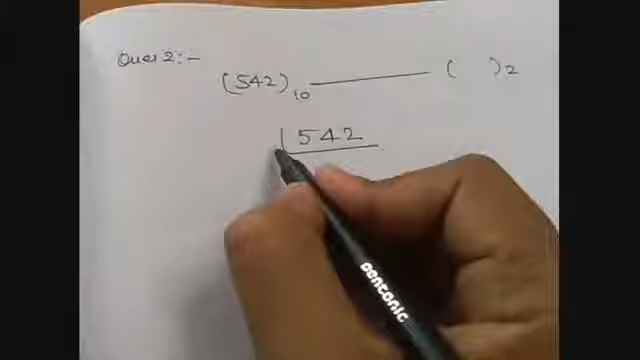 Ques 2:-
(542)10 ——— ( )2
542
pentonic